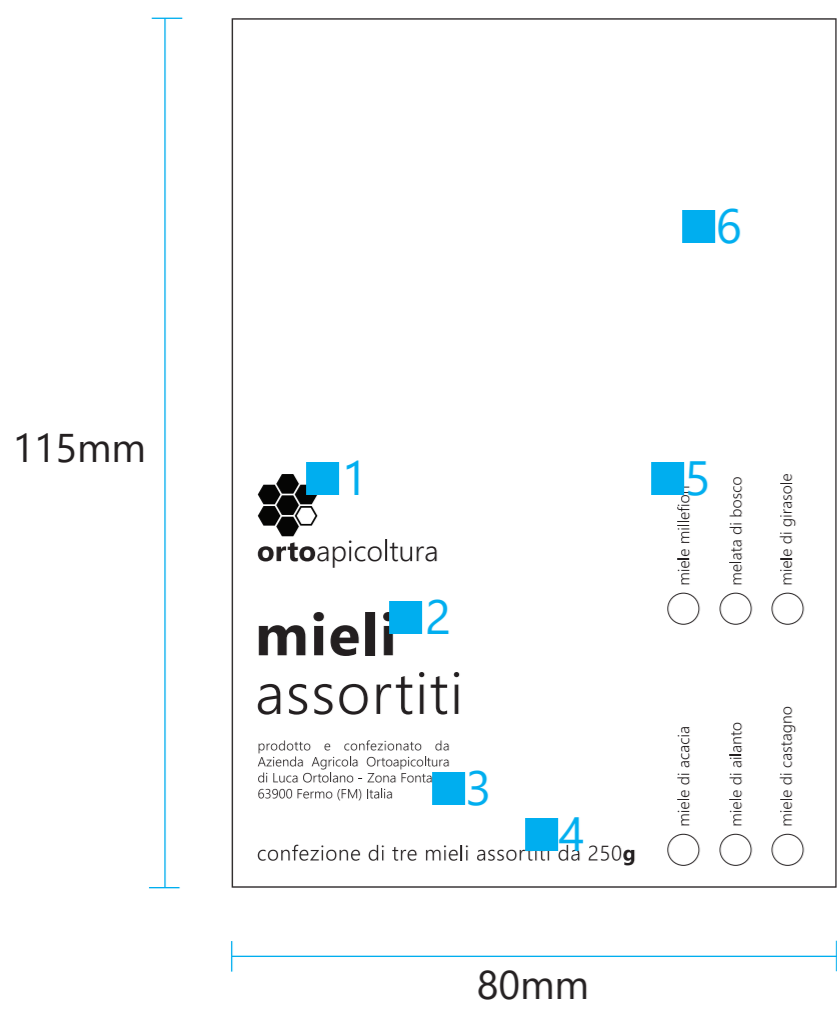 115mm
6
1
ortoapicoltura
2
mieli
assortiti
prodotto e confezionato da
Azienda Agricola Ortoapicoltura
di Luca Ortolano - Zona
63900 Fermo (FM) Italia
3
4
confezione di tre mieli assortiti da 250g
5
miele millefiori
melata di bosco
miele di girasole
miele di acacia
miele di ailanto
miele di castagno
80mm